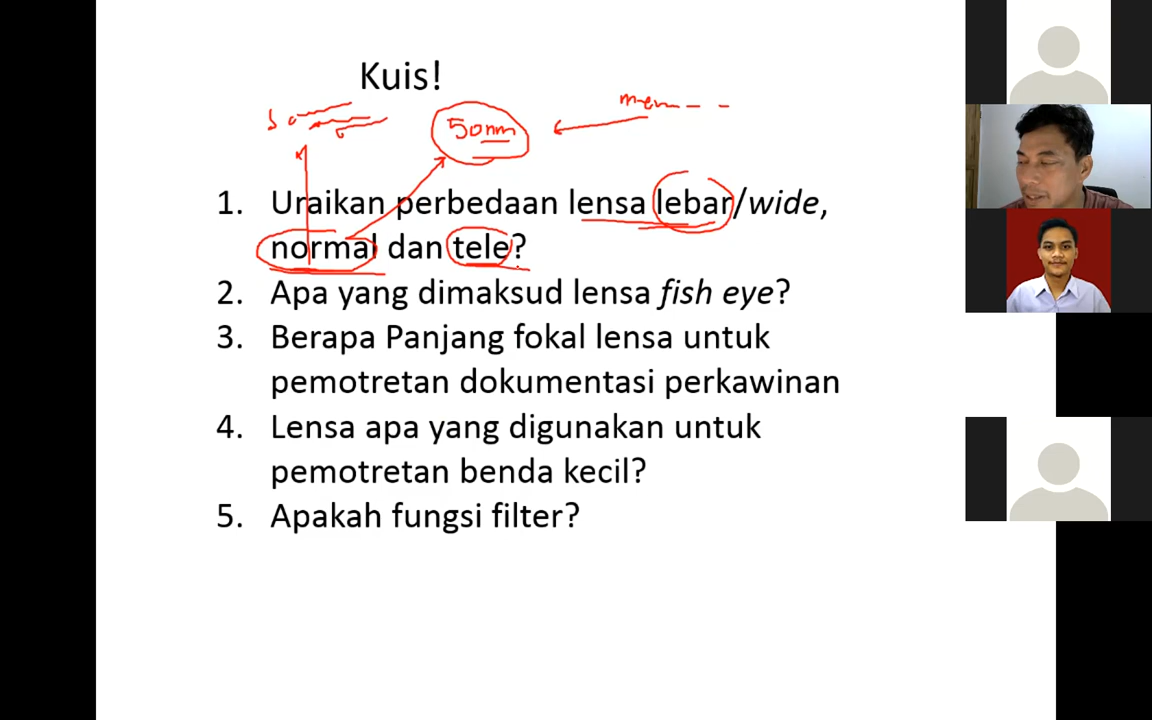 Kuis!
mem
50 mm
1. Uraikan perbedaan lensa lebar/wide,
normal dan tele?
2. Apa yang dimaksud lensa fish eye?
3. Berapa Panjang fokal lensa untuk
pemotretan dokumentasi perkawinan
4. Lensa apa yang digunakan untuk
pemotretan benda kecil?
5. Apakah fungsi filter?